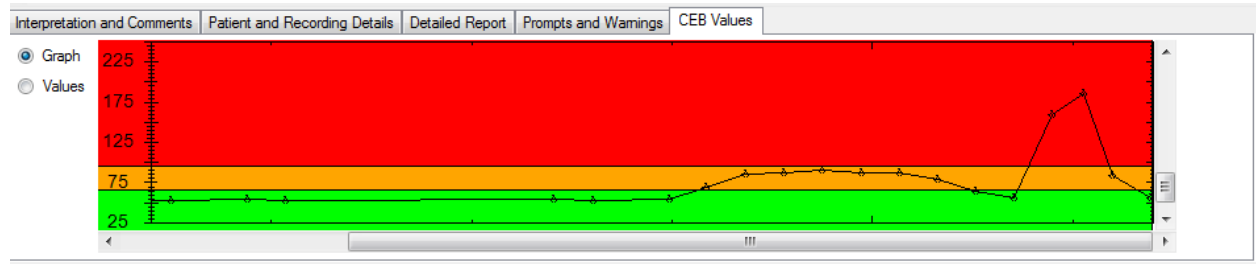 Interpretation and Comments Patient and Recording Details Detailed Report Prompts and Warnings CEB Values
Graph
Values
225
175
125
75
25